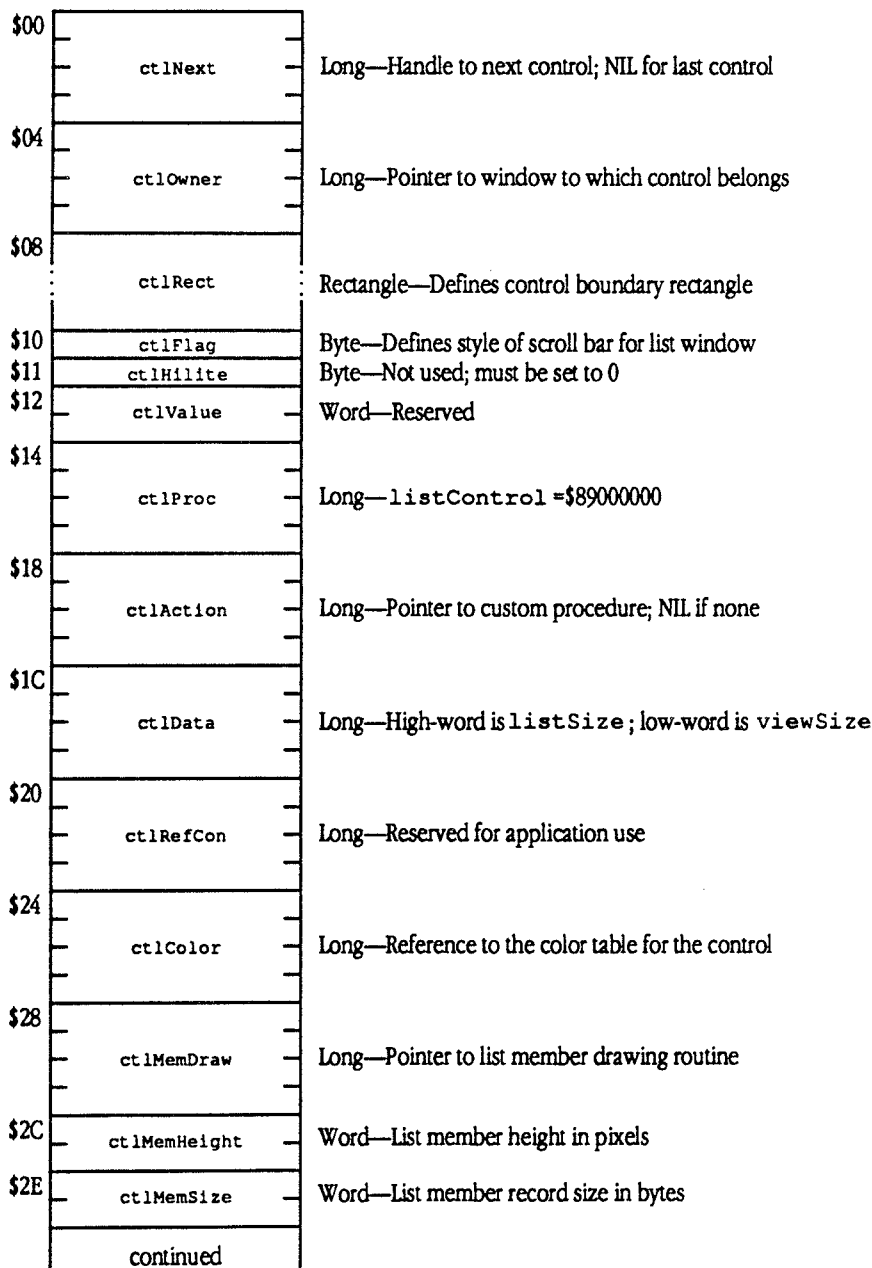 $00
ctlNext Long—Handle to next control; NIL for last control
$04
ctlOwner Long—Pointer to window to which control belongs
$08
ctlRect Rectangle—Defines control boundary rectangle
$10 ctlFlag Byte—Defines style of scroll bar for list window
$11 ctlHilite Byte—Not used; must be set to 0
$12 ctlValue Word—Reserved
$14
ctlProc Long—listControl =$89000000
$18
ctlAction Long—Pointer to custom procedure; NIL if none
$1C
ctlData Long—High-word is listSize; low-word is viewSize
$20
ctlRefCon Long—Reserved for application use
$24
ctlColor Long—Reference to the color table for the control
$28
ctlMemDraw Long—Pointer to list member drawing routine
$2C ctlMemHeight Word—List member height in pixels
$2E ctlMemSize Word—List member record size in bytes
continued